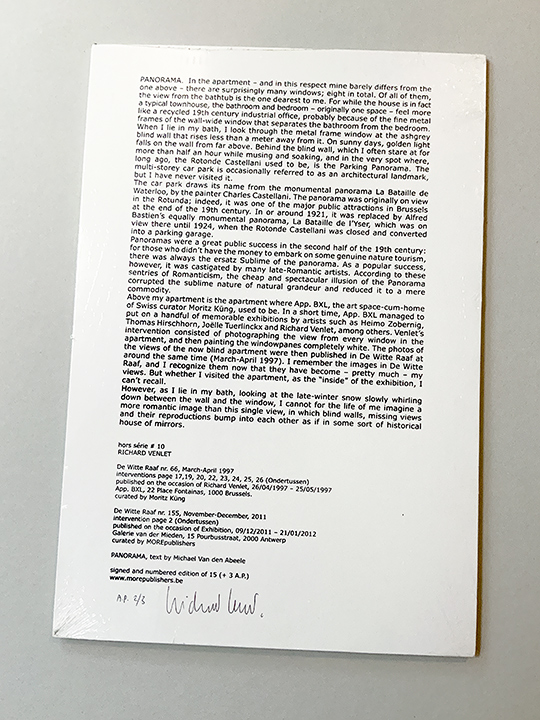 PANORAMA. In the apartment – and in this respect mine barely differs from the
one above – there are surprisingly many windows; eight in total. Of all of them,
the view from the bathtub is the one dearest to me. For while the house is in fact
a typical townhouse, the bathroom and bedroom – originally one space – feel more
like a recycled 19th century industrial office, probably because of the fine metal
frames of the wall-wide window that separates the bathroom from the bedroom.
When I lie in my bath, I look through the metal window frame at the ashgrey
blind wall that rises less than a meter away from it. On sunny days, golden light
falls on the wall from far above. Behind the blind wall, which I often stare at for
more than half an hour while musing and soaking, and in the very spot where,
long ago, the Rotonde Castellani used to be, is the Parking Panorama. The
multi-storey car park is occasionally referred to as an architectural landmark,
but I have never visited it.
The car park draws its name from the monumental panorama La Bataille de
Waterloo, by the painter Charles Castellani. The panorama was originally on view
in the Rotunda; indeed, it was one of the major public attractions in Brussels
at the end of the 19th century. In or around 1921, it was replaced by Alfred
Bastien's equally monumental panorama, La Bataille de l'Yser, which was on
view there until 1924, when the Rotonde Castellani was closed and converted
into a parking garage.
Panoramas were a great public success in the second half of the 19th century:
for those who didn't have the money to embark on some genuine nature tourism,
there was always the ersatz Sublime of the panorama. As a popular success,
however, it was castigated by many late-Romantic artists. According to these
sentries of Romanticism, the cheap and spectacular illusion of the Panorama
corrupted the sublime nature of natural grandeur and reduced it to a mere
commodity.
Above my apartment is the apartment where App. BXL, the art space-cum-home
of Swiss curator Moritz Küng, used to be. In a short time, App. BXL managed to
put on a handful of memorable exhibitions by artists such as Heimo Zobernig,
Thomas Hirschhorn, Joëlle Tuerlinckx and Richard Venlet, among others. Venlet's
intervention consisted of photographing the view from every window in the
apartment, and then painting the windowpanes completely white. The photos of
the views of the now blind apartment were then published in De Witte Raaf at
around the same time (March-April 1997). I remember the images in De Witte
Raaf, and I recognize them now that they have become – pretty much – my
views. But whether I visited the apartment, as the "inside" of the exhibition, I
can't recall.
However, as I lie in my bath, looking at the late-winter snow slowly whirling
down between the wall and the window, I cannot for the life of me imagine a
more romantic image than this single view, in which blind walls, missing views
and their reproductions bump into each other as if in some sort of historical
house of mirrors.
hors série # 10
RICHARD VENLET
De Witte Raaf nr. 66, March-April 1997
interventions page 17,19, 20, 22, 23, 24, 25, 26 (Ondertussen)
published on the occasion of Richard Venlet, 26/04/1997 – 25/05/1997
App. BXL, 22 Place Fontainas, 1000 Brussels.
curated by Moritz Küng
De Witte Raaf nr. 155, November-December, 2011
intervention page 2 (Ondertussen)
published on the occasion of Exhibition, 09/12/2011 – 21/01/2012
Galerie van der Mieden, 15 Pourbusstraat, 2000 Antwerp
curated by MOREpublishers
PANORAMA, text by Michael Van den Abeele
signed and numbered edition of 15 (+ 3 A.P.)
www.morepublishers.be
A.P. 2/3